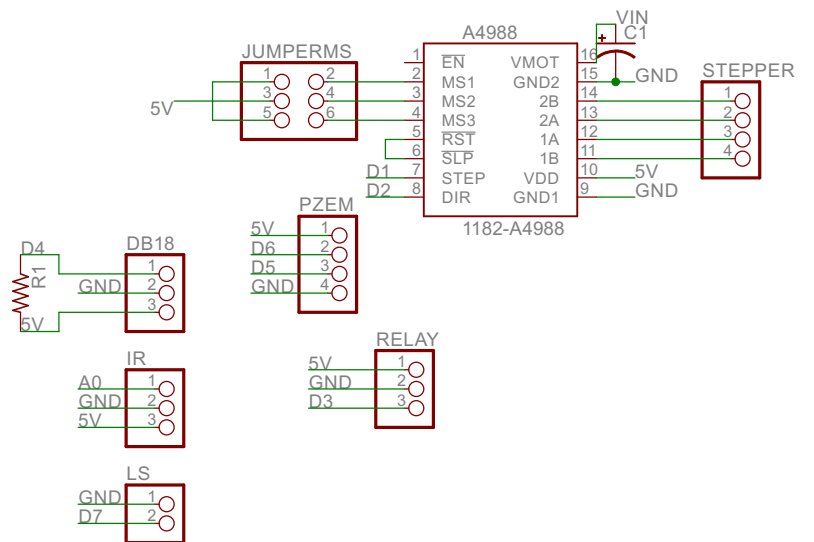 VIN
A4988
C1
+
JUMPERMS
1 EN VMOT 16
1 2 2 MS1 GND2 15 GND
STEPPER
5V 3 4 3 MS2 2B 14 1
5 6 4 MS3 2A 13 2
5 RST 1A 12 3
6 SLP 1B 11 4
D1 7 STEP VDD 10 5V
D2 8 DIR GND1 9 GND
PZEM
1182-A4988
5V 1
D6 2
D5 3
GND 4
DB18
D4
R1
1
GND 2
3
5V
RELAY
5V 1
GND 2
D3 3
IR
A0 1
GND 2
5V 3
LS
GND 1
D7 2